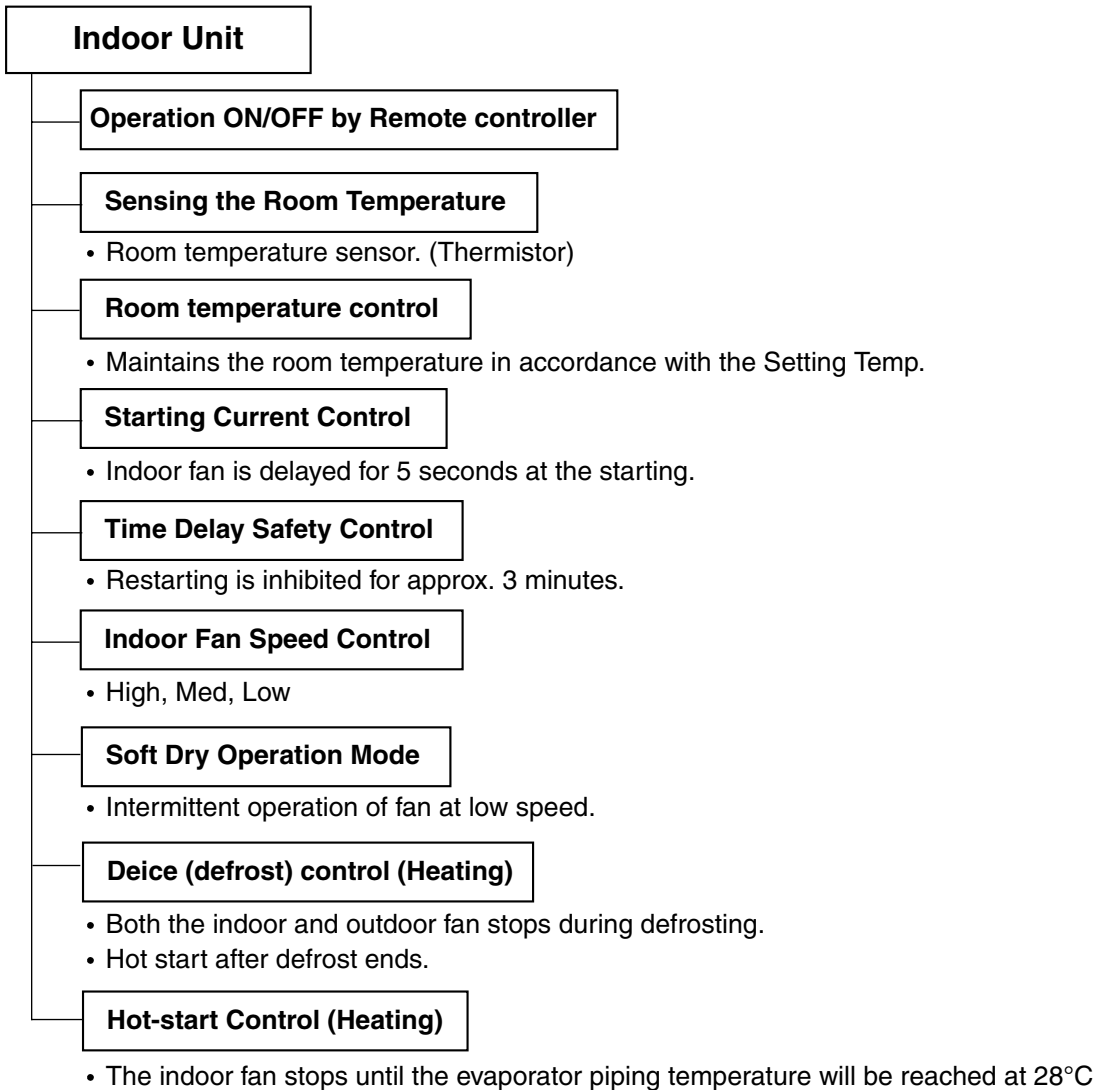 Indoor Unit
Operation ON/OFF by Remote controller
Sensing the Room Temperature
• Room temperature sensor. (Thermistor)
Room temperature control
• Maintains the room temperature in accordance with the Setting Temp.
Starting Current Control
• Indoor fan is delayed for 5 seconds at the starting.
Time Delay Safety Control
• Restarting is inhibited for approx. 3 minutes.
Indoor Fan Speed Control
• High, Med, Low
Soft Dry Operation Mode
• Intermittent operation of fan at low speed.
Deice (defrost) control (Heating)
• Both the indoor and outdoor fan stops during defrosting.
• Hot start after defrost ends.
Hot-start Control (Heating)
• The indoor fan stops until the evaporator piping temperature will be reached at 28°C